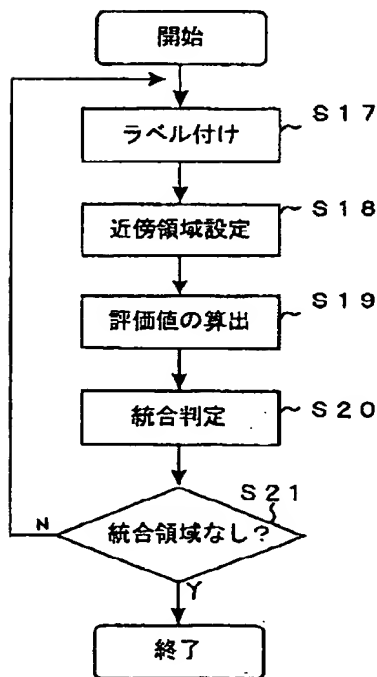 開始
ラベル付け
S17
近傍領域設定
S18
評価値の算出
S19
統合判定
S20
S21
統合領域なし?
N
Y
終了